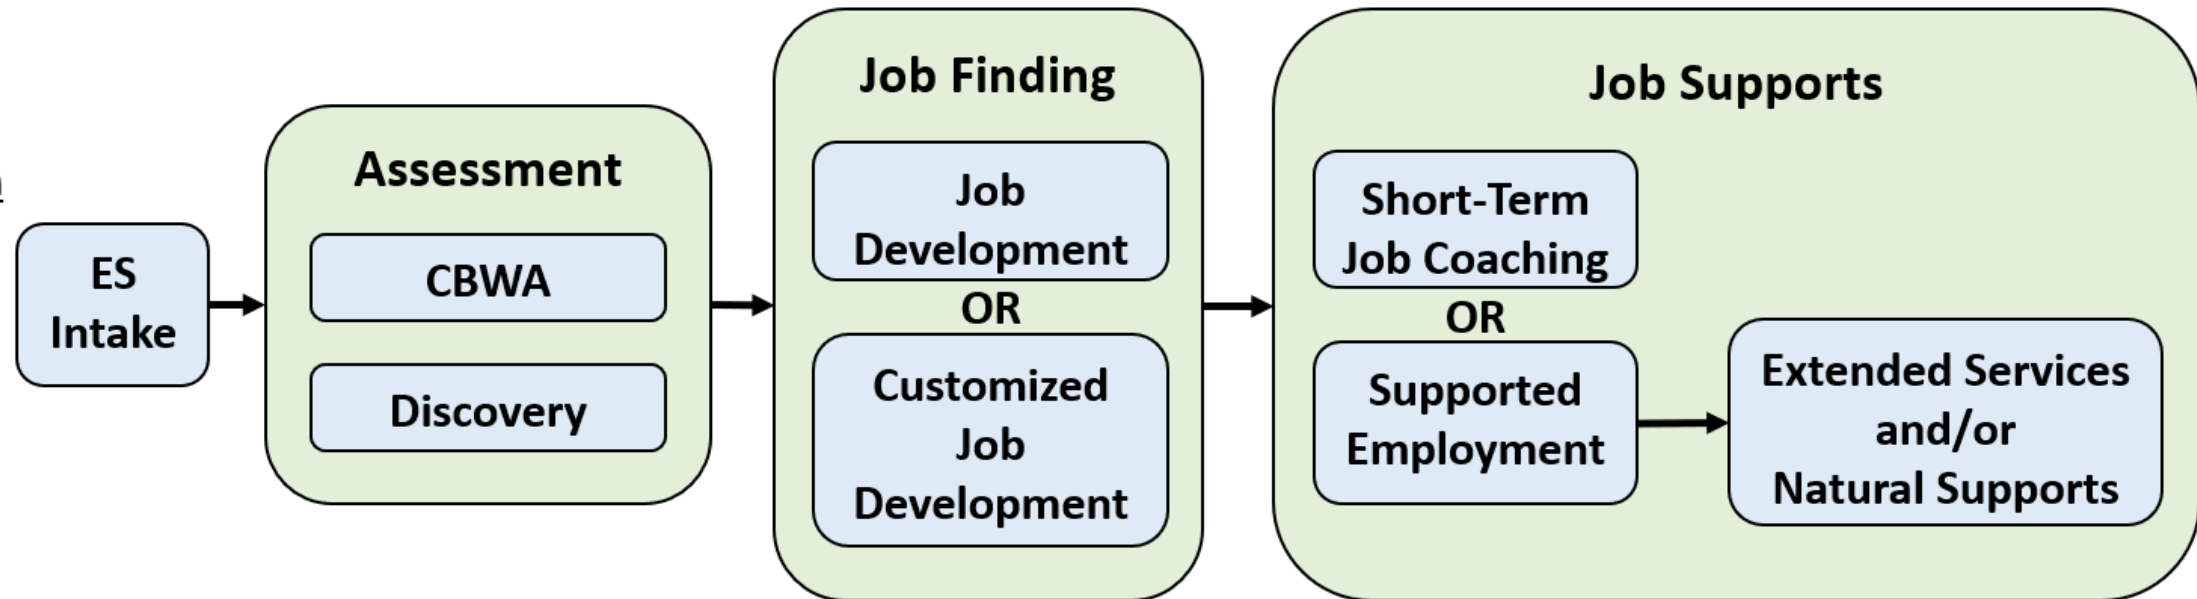 ES
Intake
Assessment
CBWA
Discovery
Job Finding
Job
Development
OR
Customized
Job
Development
Job Supports
Short-Term
Job Coaching
OR
Supported
Employment
Extended Services
and/or
Natural Supports